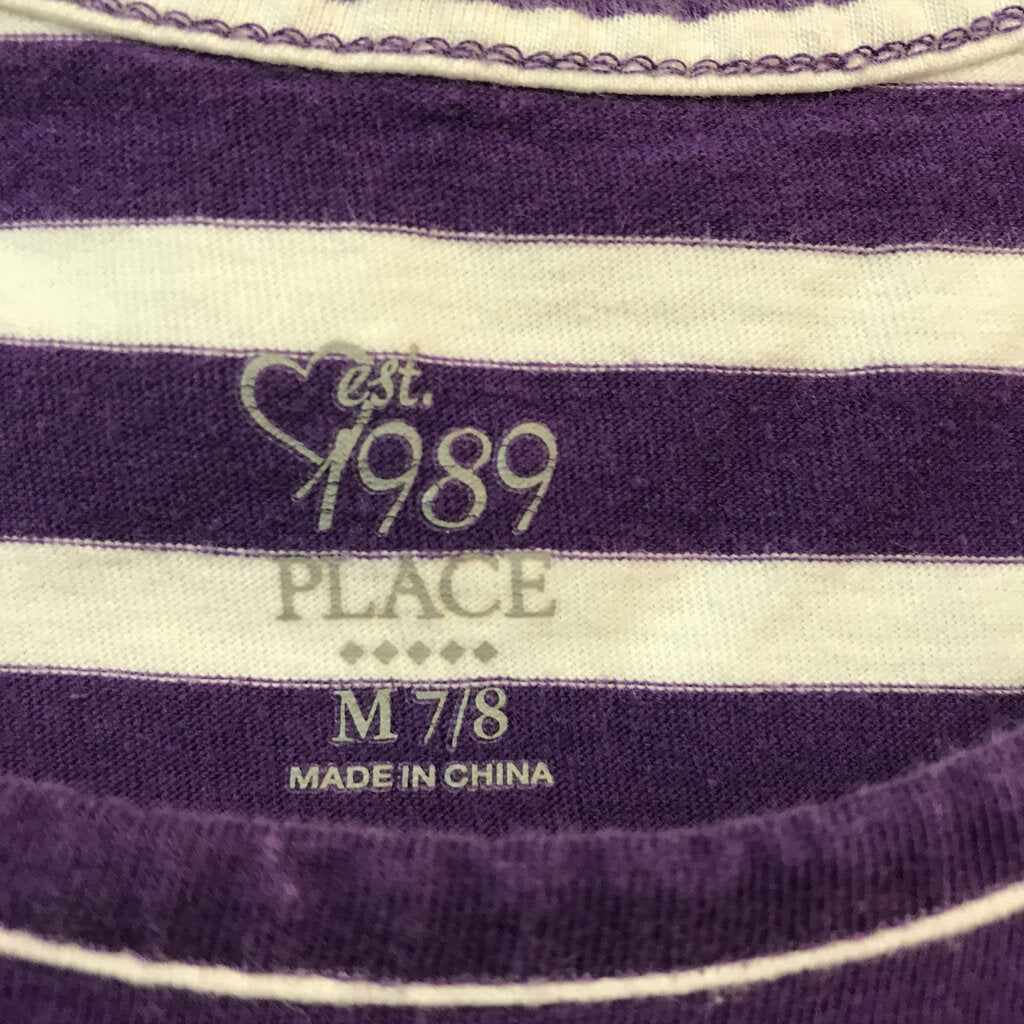 est.
1989
PLACE
M 7/8
MADE IN CHINA